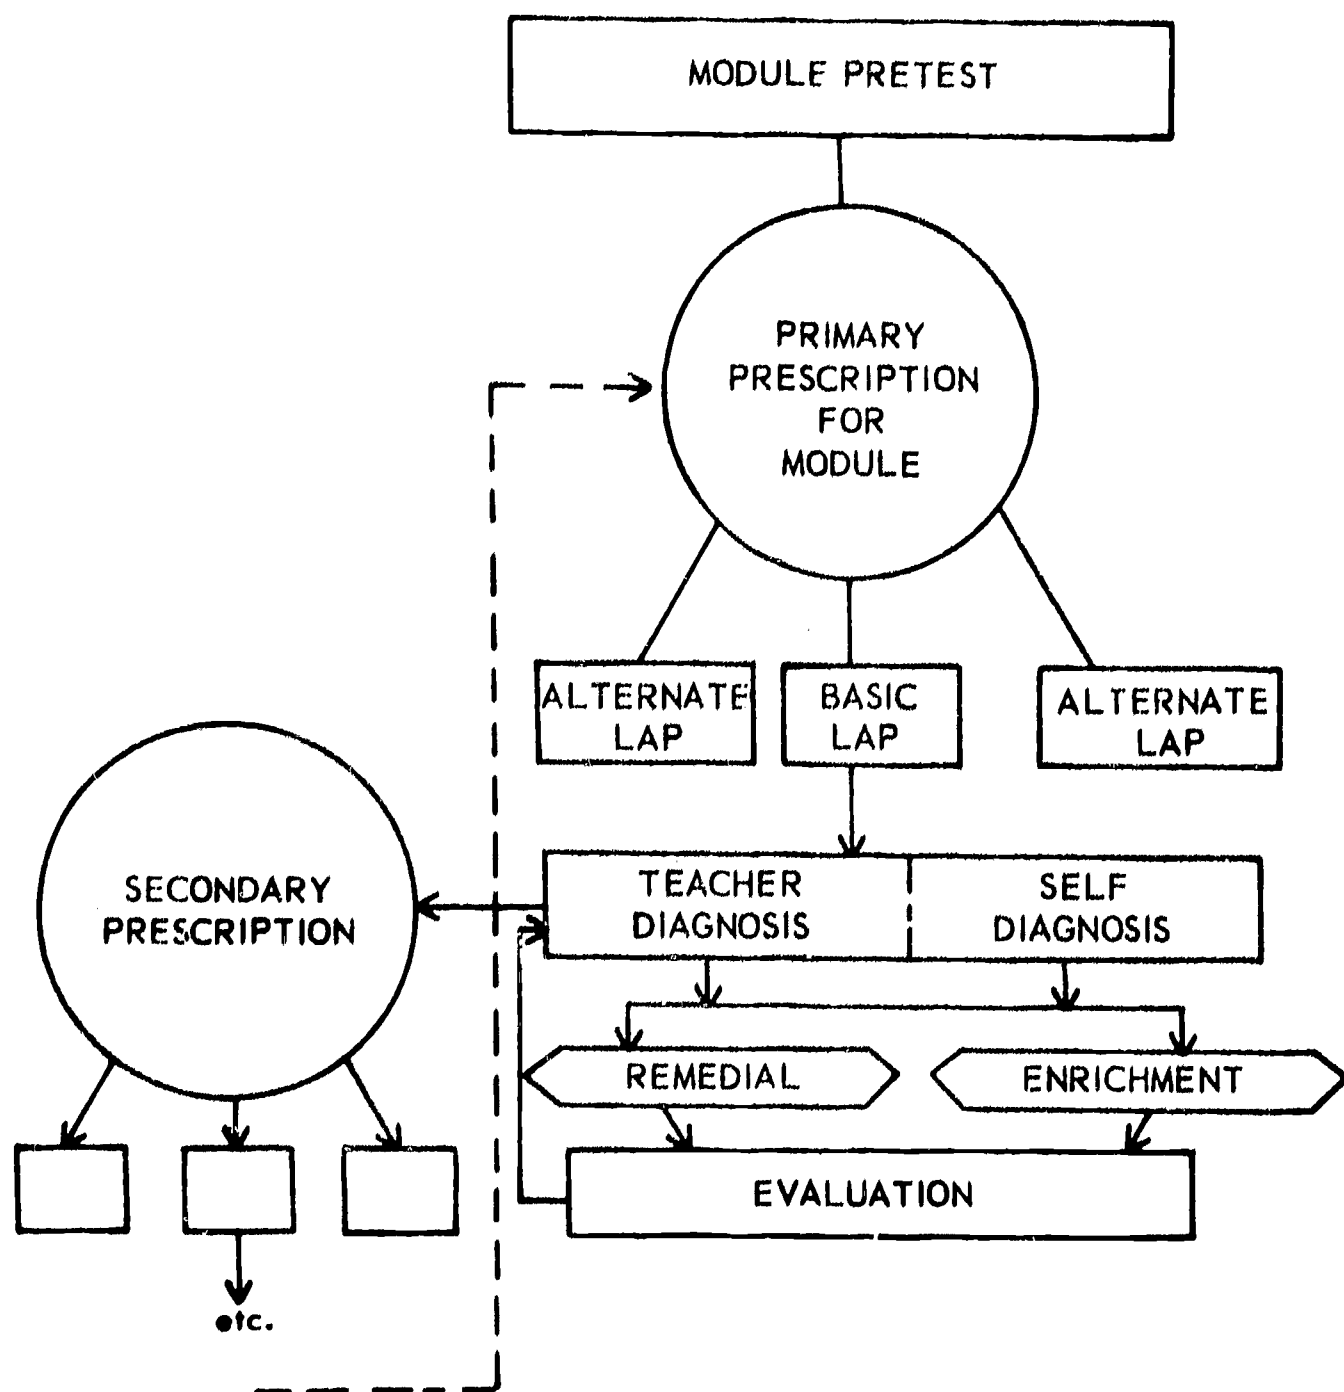 MODULE PRETEST
PRIMARY
PRESCRIPTION
FOR
MODULE
ALTERNATE
LAP
BASIC
LAP
ALTERNATE
LAP
SECONDARY
PRESCRIPTION
TEACHER
DIAGNOSIS
SELF
DIAGNOSIS
REMEDIAL
ENRICHMENT
EVALUATION
etc.